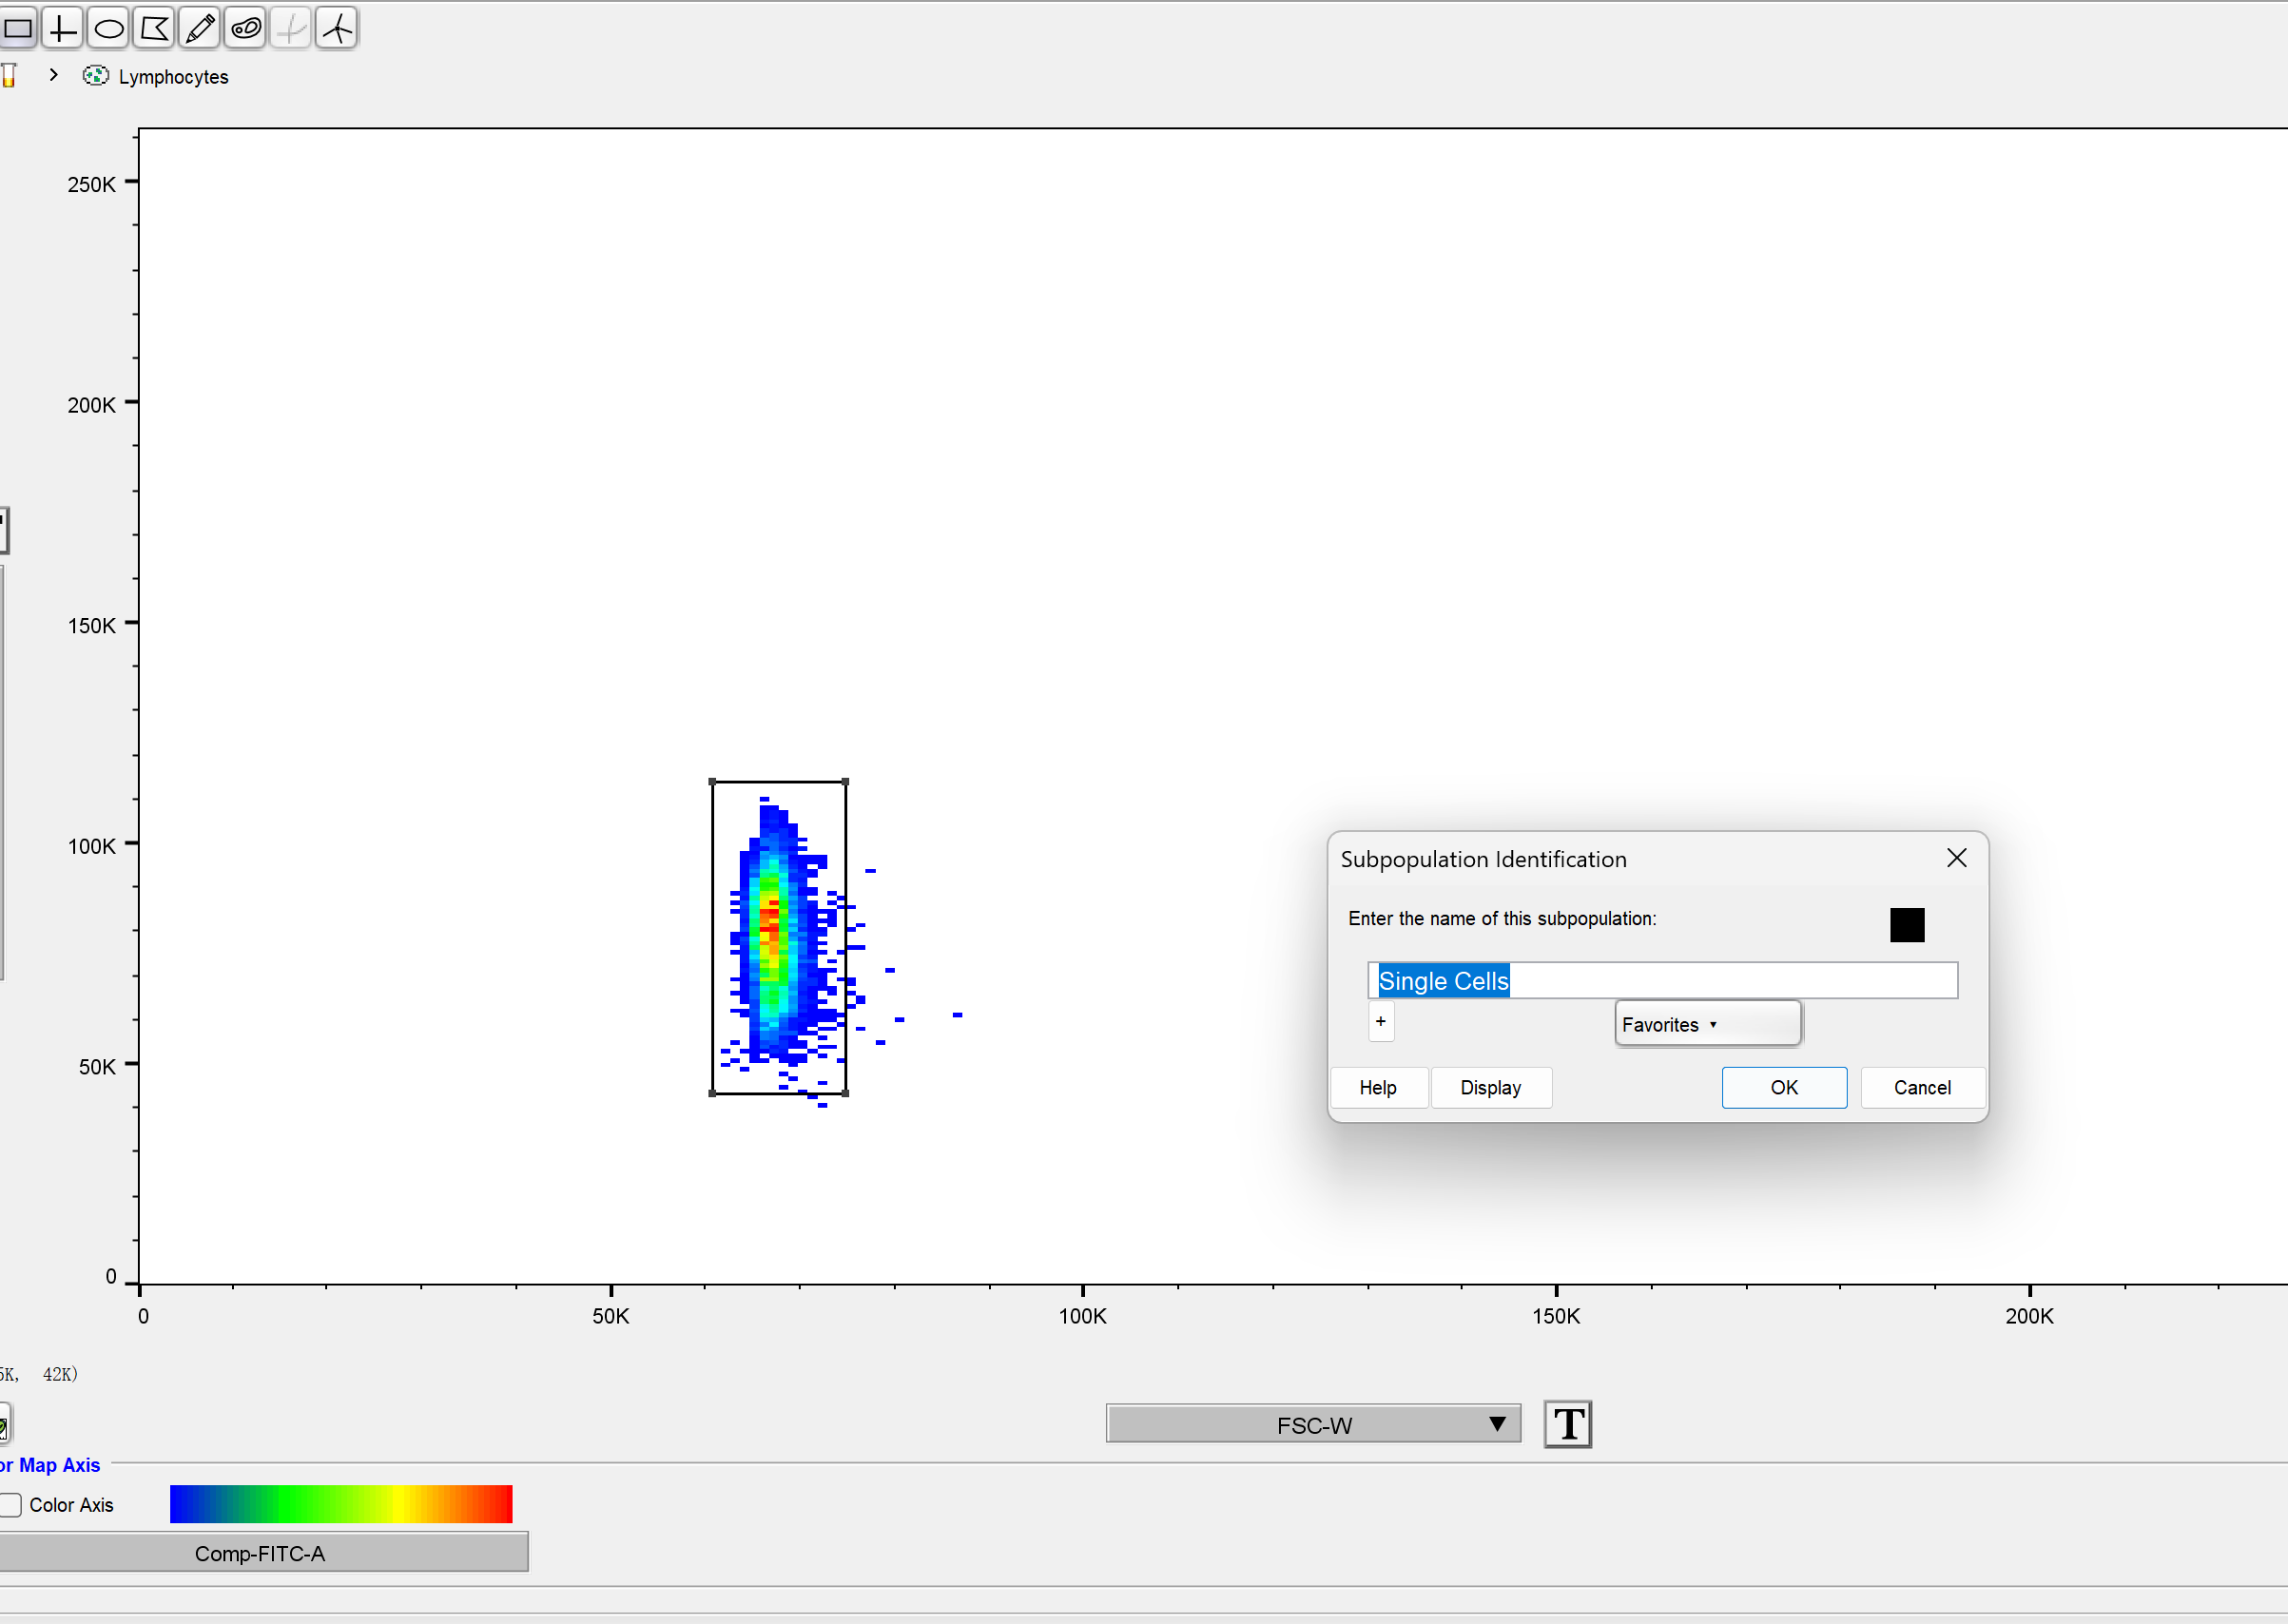 Lymphocytes
250K
200K
150K
100K
50K
0
0 50K 100K 150K 200K
Subpopulation Identification
Enter the name of this subpopulation:
Single Cells
+ Favorites
Help Display OK Cancel
42K)
FSC-W T
Map Axis
Color Axis
Comp-FITC-A